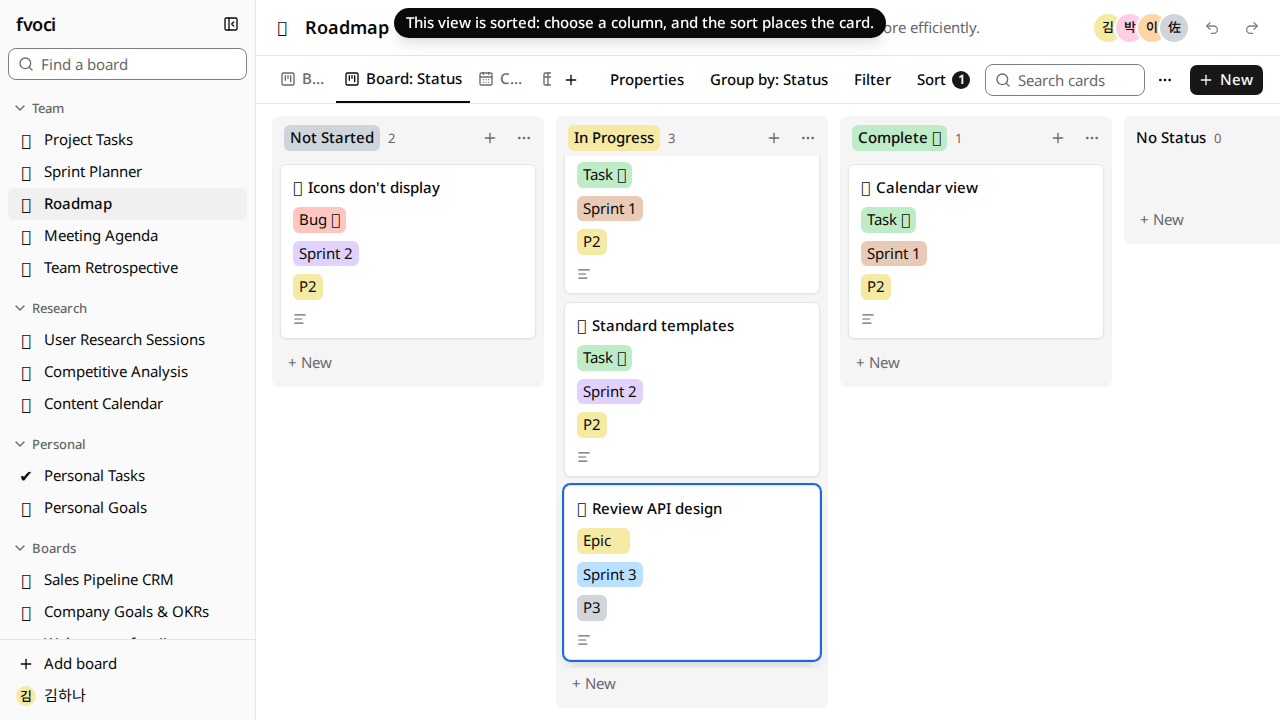 fvoci
Find a board
Team
Project Tasks
Sprint Planner
Roadmap
Meeting Agenda
Team Retrospective
Research
User Research Sessions
Competitive Analysis
Content Calendar
Personal
Personal Tasks
Personal Goals
Boards
Sales Pipeline CRM
Company Goals & OKRs
Add board
김 김하나
Roadmap
This view is sorted: choose a column, and the sort places the card.
ore efficiently.
김 박 이 佐
B...
Board: Status
C...
Properties
Group by: Status
Filter
Sort 1
Search cards
New
Not Started 2
Icons don't display
Bug
Sprint 2
P2
+ New
In Progress 3
Task
Sprint 1
P2
Standard templates
Task
Sprint 2
P2
Review API design
Epic
Sprint 3
P3
+ New
Complete 1
Calendar view
Task
Sprint 1
P2
+ New
No Status 0
+ New